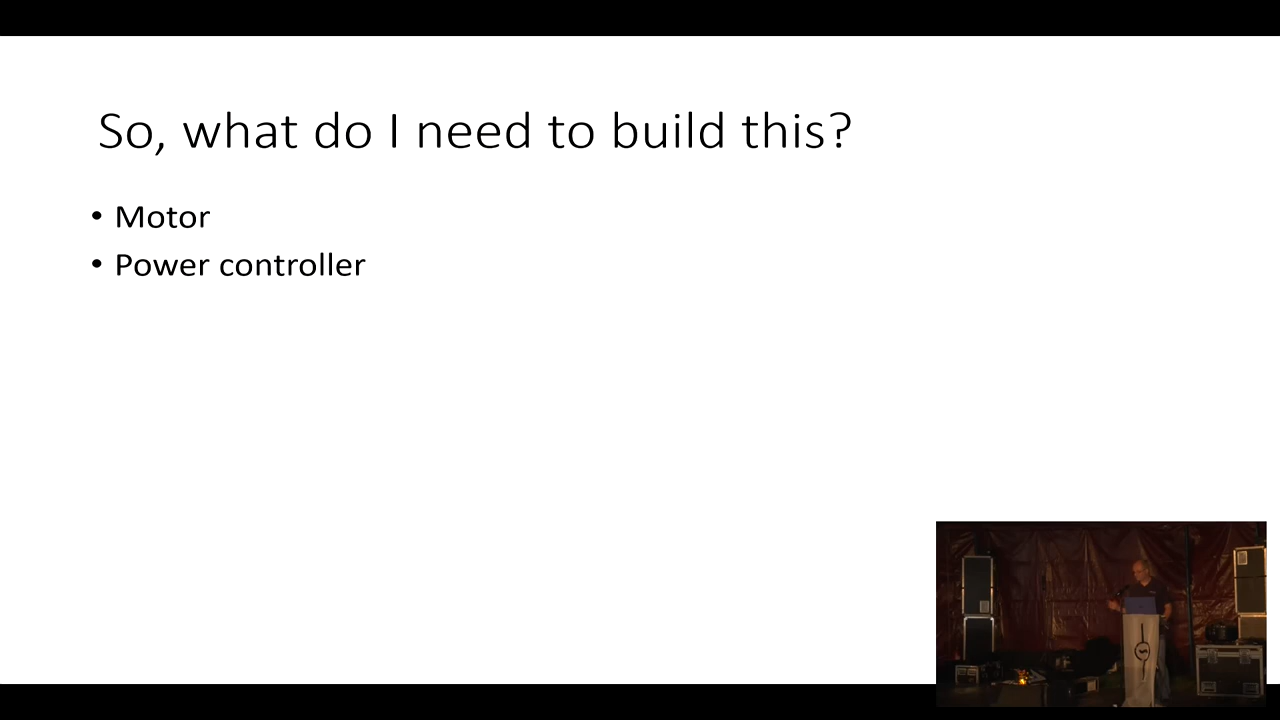 So, what do I need to build this?
• Motor
• Power controller